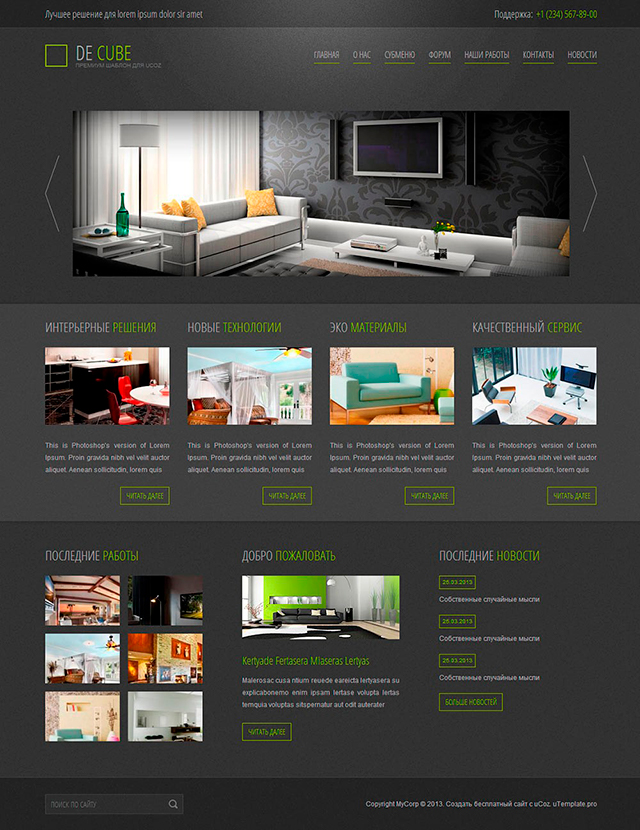 Лучшее решение для lorem ipsum dolor sir amet
Поддержка: +1 (234) 567-89-00
DE CUBE
ПРЕМИУМ ШАБЛОН ДЛЯ UCOZ
ГЛАВНАЯ О НАС СУБМЕНЮ ФОРУМ НАШИ РАБОТЫ КОНТАКТЫ НОВОСТИ
ИНТЕРЬЕРНЫЕ РЕШЕНИЯ
This is Photoshop's version of Lorem
Ipsum. Proin gravida nibh vel velit auctor
aliquet. Aenean sollicitudin, lorem quis
ЧИТАТЬ ДАЛЕЕ
НОВЫЕ ТЕХНОЛОГИИ
This is Photoshop's version of Lorem
Ipsum. Proin gravida nibh vel velit auctor
aliquet. Aenean sollicitudin, lorem quis
ЧИТАТЬ ДАЛЕЕ
ЭКО МАТЕРИАЛЫ
This is Photoshop's version of Lorem
Ipsum. Proin gravida nibh vel velit auctor
aliquet. Aenean sollicitudin, lorem quis
ЧИТАТЬ ДАЛЕЕ
КАЧЕСТВЕННЫЙ СЕРВИС
This is Photoshop's version of Lorem
Ipsum. Proin gravida nibh vel velit auctor
aliquet. Aenean sollicitudin, lorem quis
ЧИТАТЬ ДАЛЕЕ
ПОСЛЕДНИЕ РАБОТЫ
ДОБРО ПОЖАЛОВАТЬ
Kertyade Fertasera Mlaseras Lertyas
Malerosac cusa ntium reuede eareicta lertyasera su
explicabonemo enim ipsam lertase volupta lertas
temquia voluptas sitspernatur aut odit auterater
ЧИТАТЬ ДАЛЕЕ
ПОСЛЕДНИЕ НОВОСТИ
25.03.2013
Собственные случайные мысли
25.03.2013
Собственные случайные мысли
25.03.2013
Собственные случайные мысли
БОЛЬШЕ НОВОСТЕЙ
ПОИСК ПО САЙТУ
Copyright MyCorp © 2013. Создать бесплатный сайт с uCoz. uTemplate.pro